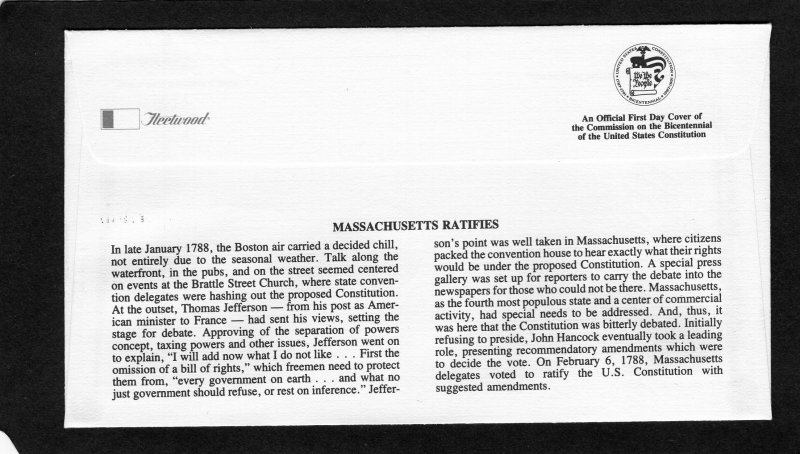 Fleetwood
UNITED STATES CONSTITUTION
We the
People
BICENTENNIAL
An Official First Day Cover of
the Commission on the Bicentennial
of the United States Constitution
MASSACHUSETTS RATIFIES
In late January 1788, the Boston air carried a decided chill,
not entirely due to the seasonal weather. Talk along the
waterfront, in the pubs, and on the street seemed centered
on events at the Brattle Street Church, where state conven-
tion delegates were hashing out the proposed Constitution.
At the outset, Thomas Jefferson — from his post as Amer-
ican minister to France — had sent his views, setting the
stage for debate. Approving of the separation of powers
concept, taxing powers and other issues, Jefferson went on
to explain, “I will add now what I do not like . . . First the
omission of a bill of rights,” which freemen need to protect
them from, “every government on earth . . . and what no
just government should refuse, or rest on inference.” Jeffer-
son’s point was well taken in Massachusetts, where citizens
packed the convention house to hear exactly what their rights
would be under the proposed Constitution. A special press
gallery was set up for reporters to carry the debate into the
newspapers for those who could not be there. Massachusetts,
as the fourth most populous state and a center of commercial
activity, had special needs to be addressed. And, thus, it
was here that the Constitution was bitterly debated. Initially
refusing to preside, John Hancock eventually took a leading
role, presenting recommendatory amendments which were
to decide the vote. On February 6, 1788, Massachusetts
delegates voted to ratify the U.S. Constitution with
suggested amendments.